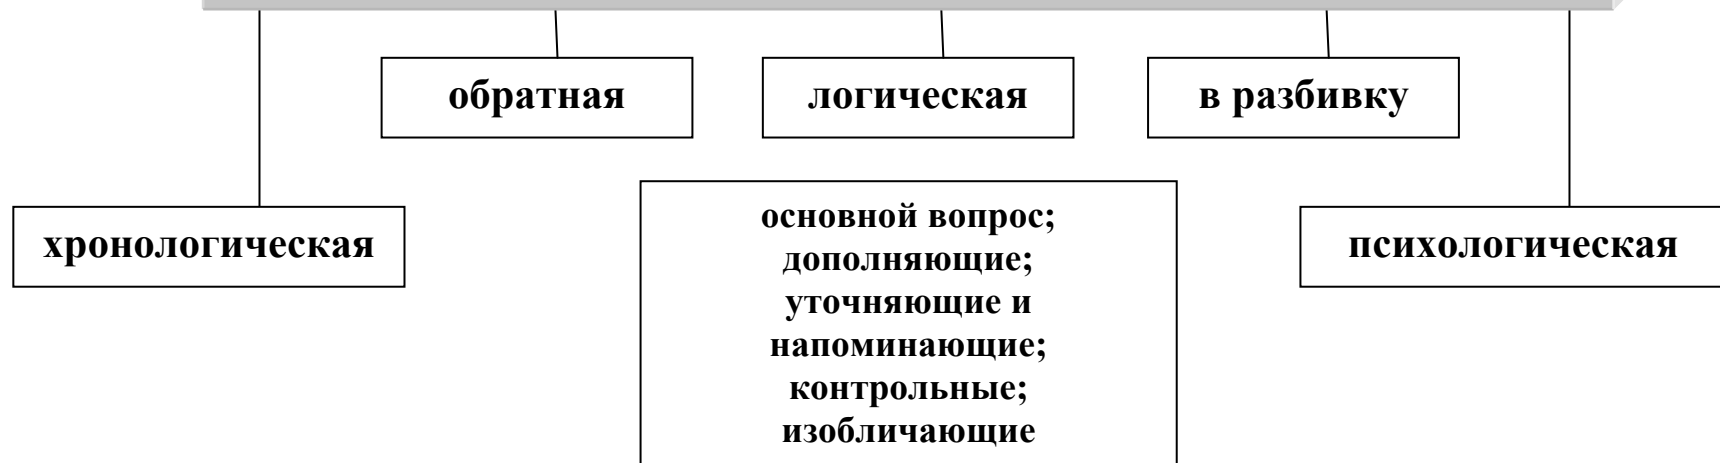 обратная
логическая
в разбивку
хронологическая
основной вопрос;
дополняющие;
уточняющие и
напоминающие;
контрольные;
изобличающие
психологическая